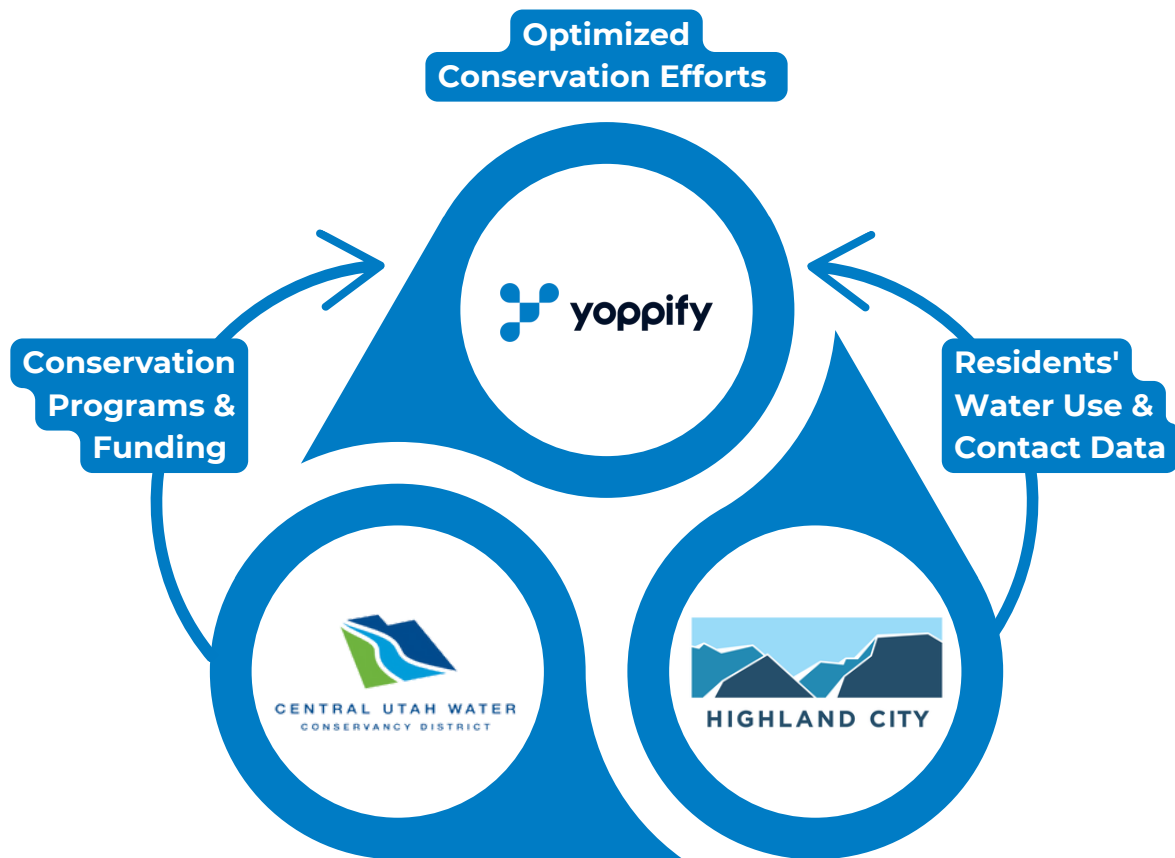 Optimized
Conservation Efforts
yoppify
Conservation
Programs &
Funding
Residents'
Water Use &
Contact Data
CENTRAL UTAH WATER
CONSERVANCY DISTRICT
HIGHLAND CITY